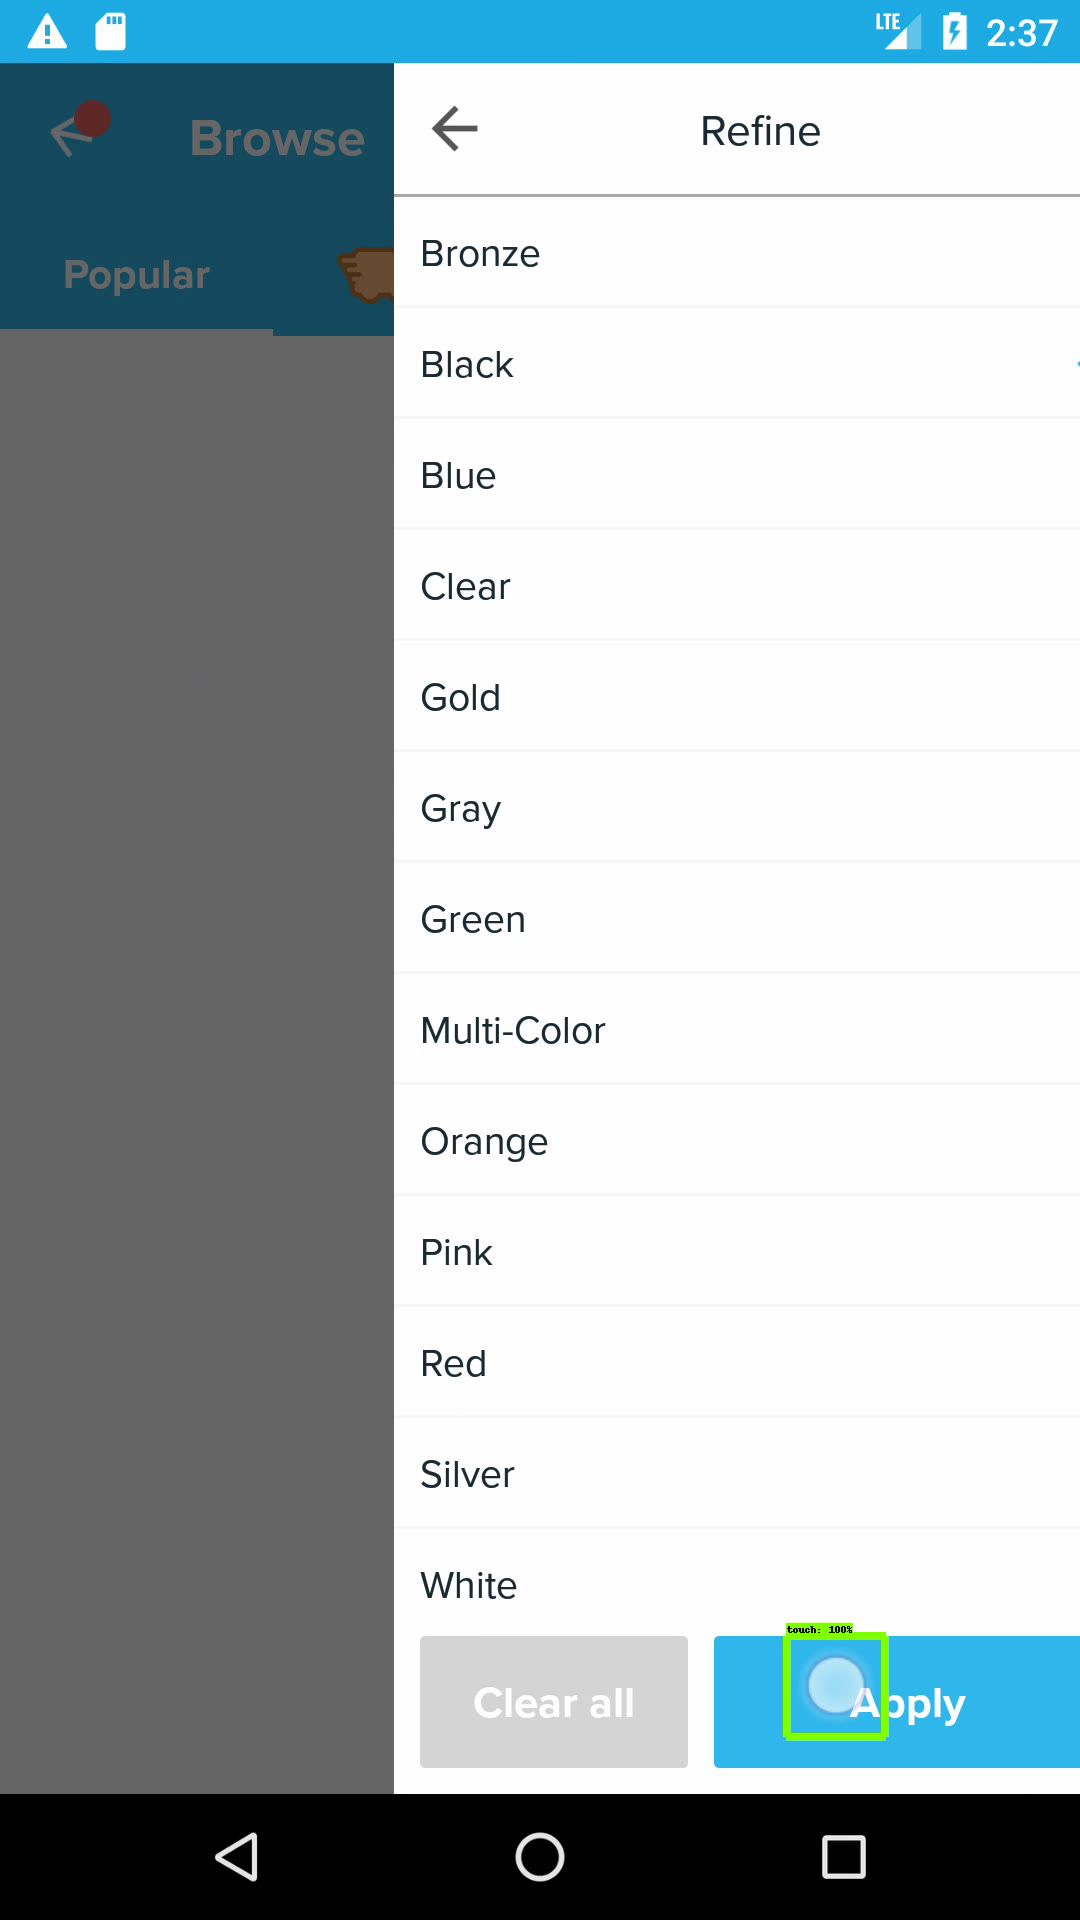 LTE 2:37
Browse
Refine
Popular
Bronze
Black
Blue
Clear
Gold
Gray
Green
Multi-Color
Orange
Pink
Red
Silver
White
touch: 100%
Clear all
Apply